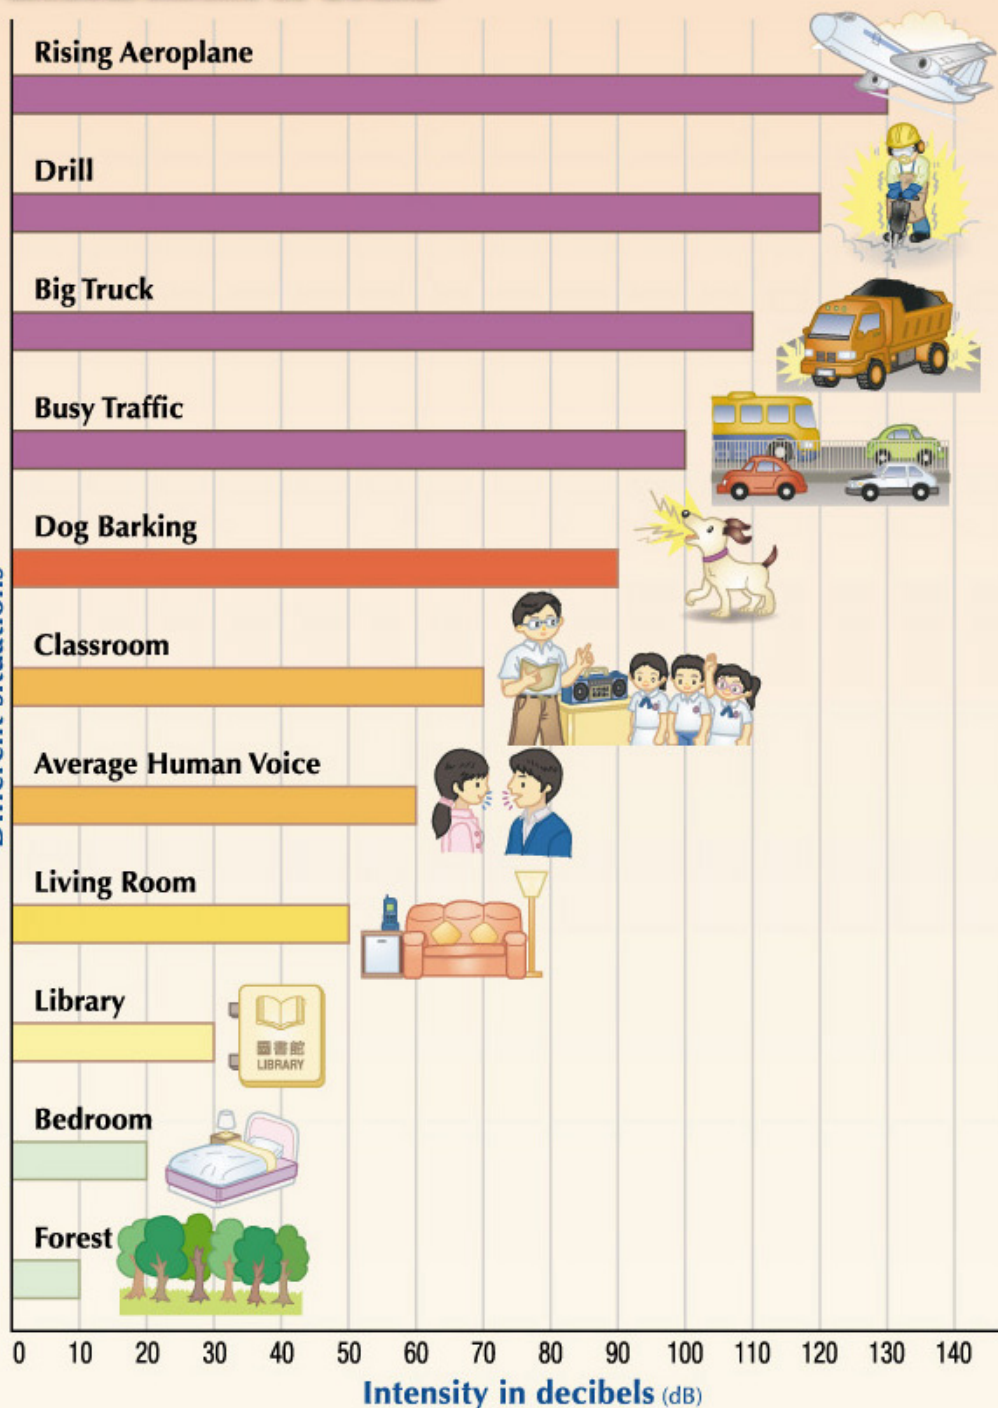 Rising Aeroplane
Drill
Big Truck
Busy Traffic
Dog Barking
Classroom
Average Human Voice
Living Room
Library
圖書館
LIBRARY
Bedroom
Forest
0 10 20 30 40 50 60 70 80 90 100 110 120 130 140
Intensity in decibels (dB)